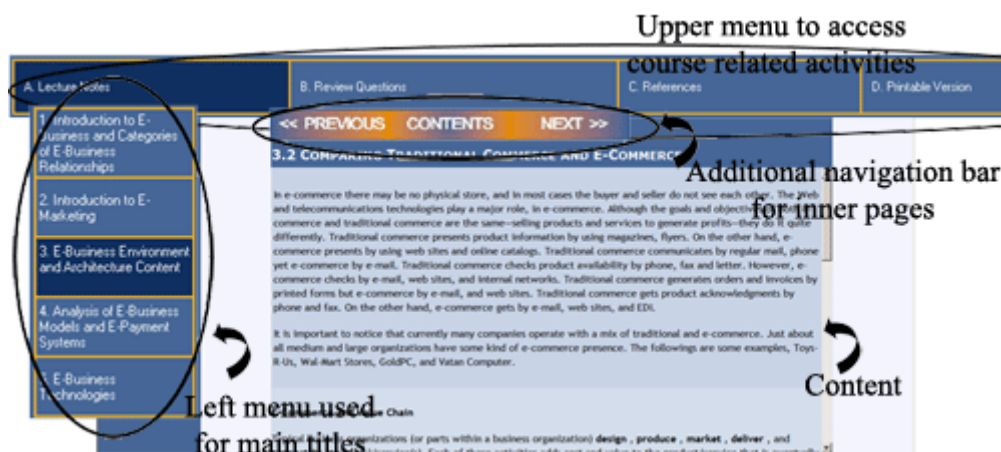 Upper menu to access
course related activities
A. Lecture Notes
B. Review Questions
C. References
D. Printable Version
1. Introduction to E-
Business and Categories
of E-Business
Relationships
2. Introduction to E-
Marketing
3. E-Business Environment
and Architecture Content
4. Analysis of E-Business
Models and E-Payment
Systems
5. E-Business
Technologies
<< PREVIOUS CONTENTS NEXT >>
Additional navigation bar
for inner pages
3.2 COMPARING TRADITIONAL COMMERCE AND E-COMMERCE
In e-commerce there may be no physical store, and in most cases the buyer and seller do not see each other. The Web
and telecommunications technologies play a major role, in e-commerce. Although the goals and objectives of both
commerce and traditional commerce are the same—selling products and services to generate profits—they do it quite
differently. Traditional commerce presents product information by using magazines, flyers. On the other hand, e-
commerce presents by using web sites and online catalogs. Traditional commerce communicates by regular mail, phone
yet e-commerce by e-mail. Traditional commerce checks product availability by phone, fax and letter. However, e-
commerce checks by e-mail, web sites, and internal networks. Traditional commerce generates orders and invoices by
printed forms but e-commerce by e-mail, and web sites. Traditional commerce gets product acknowledgments by
phone and fax. On the other hand, e-commerce gets by e-mail, web sites, and EDI.
It is important to notice that currently many companies operate with a mix of traditional and e-commerce. Just about
all medium and large organizations have some kind of e-commerce presence. The followings are some examples, Toys-
R-Us, Wal-Mart Stores, GoldPC, and Vatan Computer.
Content
Left menu used
for main titles
Chain
organizations (or parts within a business organization) design , produce , market , deliver , and